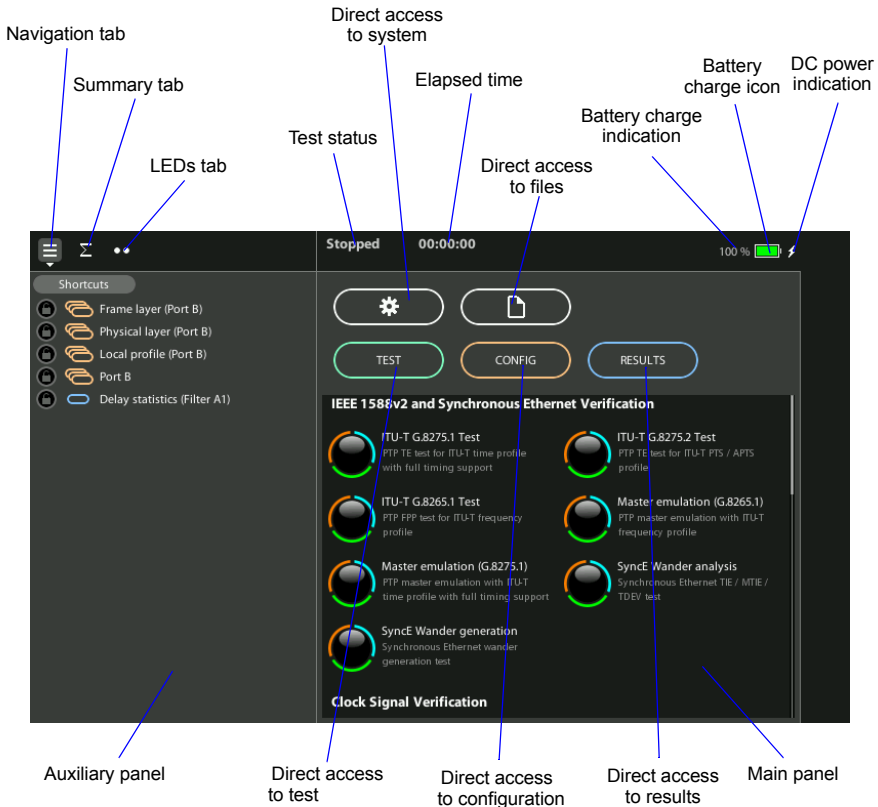 Direct access
to system
Navigation tab
Battery
charge icon
DC power
indication
Summary tab
Elapsed time
Battery charge
indication
Test status
LEDs tab
Direct access
to files
Σ
Stopped 00:00:00
100 %
Shortcuts
Frame layer (Port B)
Physical layer (Port B)
Local profile (Port B)
Port B
Delay statistics (Filter A1)
TEST
CONFIG
RESULTS
IEEE 1588v2 and Synchronous Ethernet Verification
ITU-T G.8275.1 Test
PTP TE test for ITU-T time profile
with full timing support
ITU-T G.8275.2 Test
PTP TE test for ITU-T PTS / APTS
profile
ITU-T G.8265.1 Test
PTP FPP test for ITU-T frequency
profile
Master emulation (G.8265.1)
PTP master emulation with ITU-T
frequency profile
Master emulation (G.8275.1)
PTP master emulation with ITU-T
time profile with full timing support
SyncE Wander analysis
Synchronous Ethernet TIE / MTIE /
TDEV test
SyncE Wander generation
Synchronous Ethernet wander
generation test
Clock Signal Verification
Auxiliary panel
Direct access
to test
Direct access
to configuration
Direct access
to results
Main panel